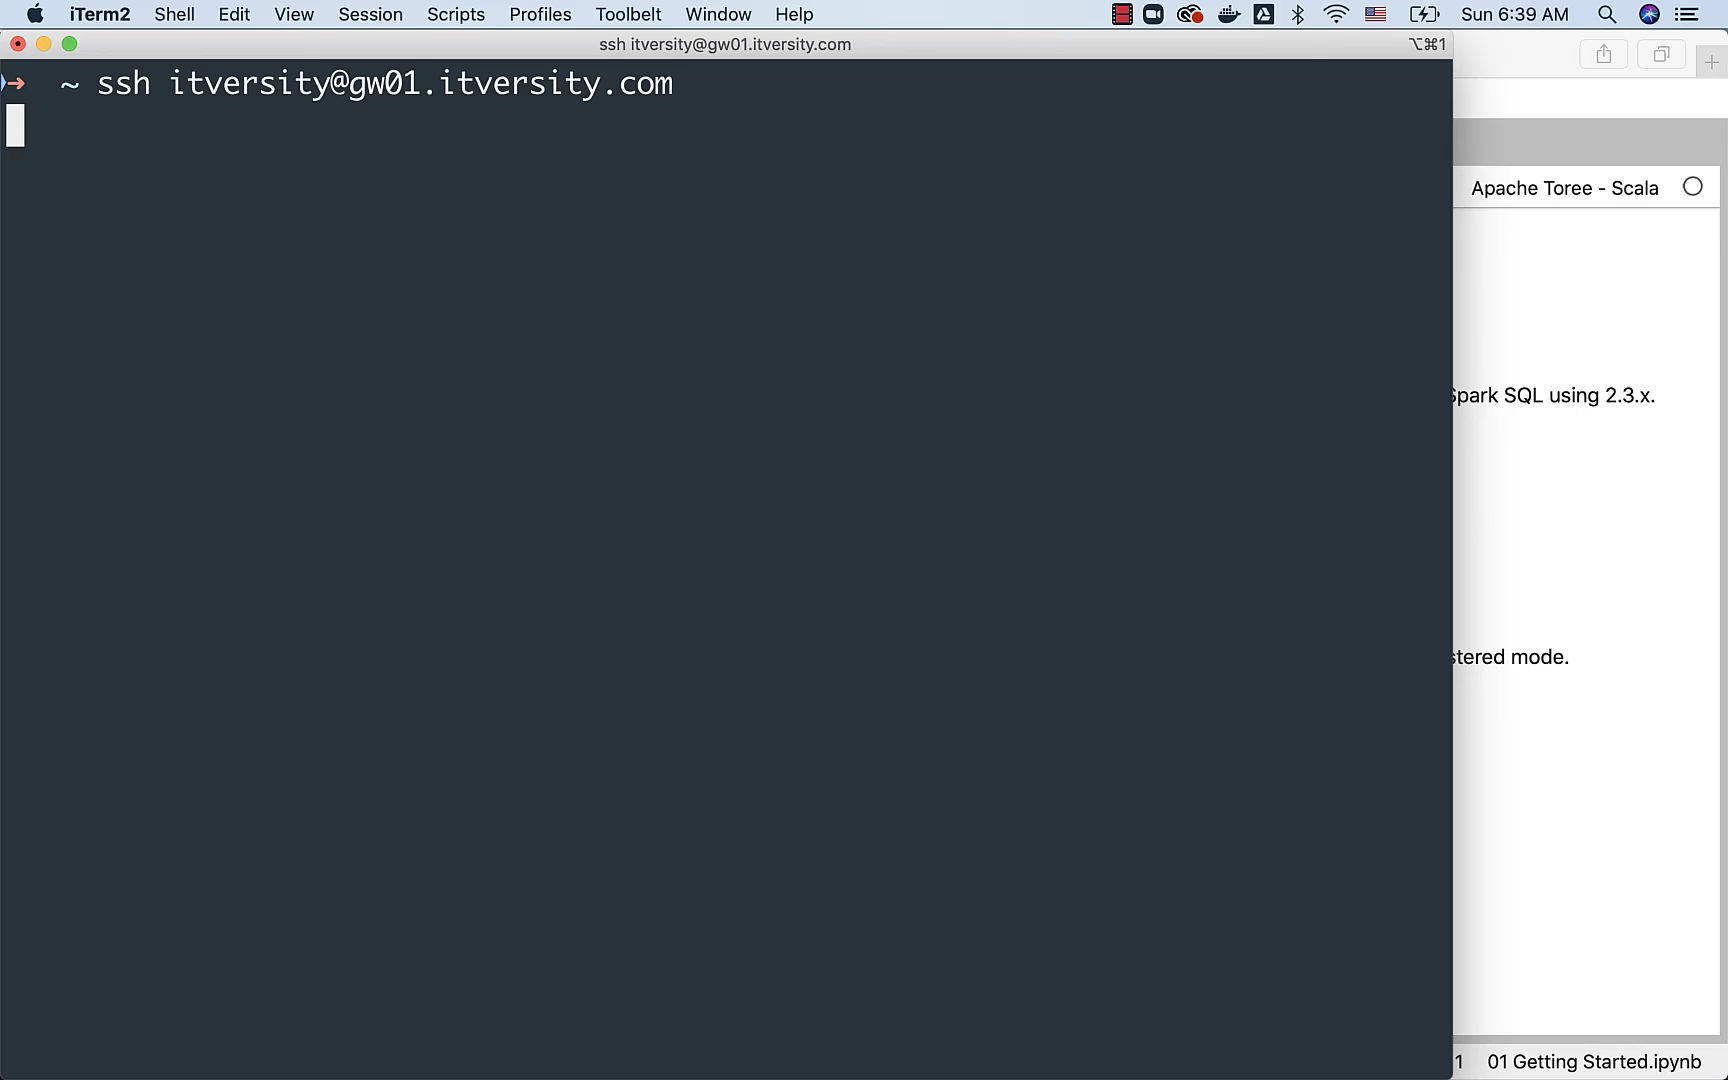 iTerm2 Shell Edit View Session Scripts Profiles Toolbelt Window Help Sun 6:39 AM
ssh itversity@gw01.itversity.com ⌥⌘1
➜ ~ ssh itversity@gw01.itversity.com
Apache Toree - Scala
Spark SQL using 2.3.x.
stered mode.
1 01 Getting Started.ipynb